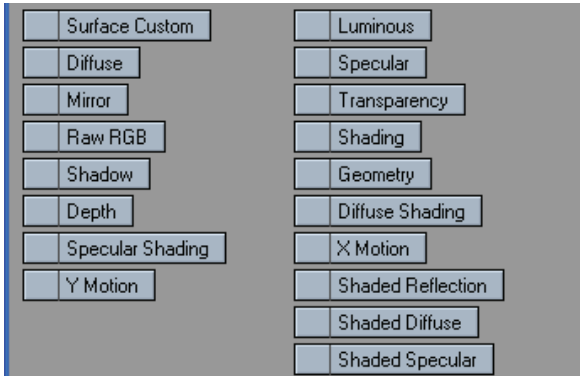 Surface Custom
Luminous
Diffuse
Specular
Mirror
Transparency
Raw RGB
Shading
Shadow
Geometry
Depth
Diffuse Shading
Specular Shading
X Motion
Y Motion
Shaded Reflection
Shaded Diffuse
Shaded Specular